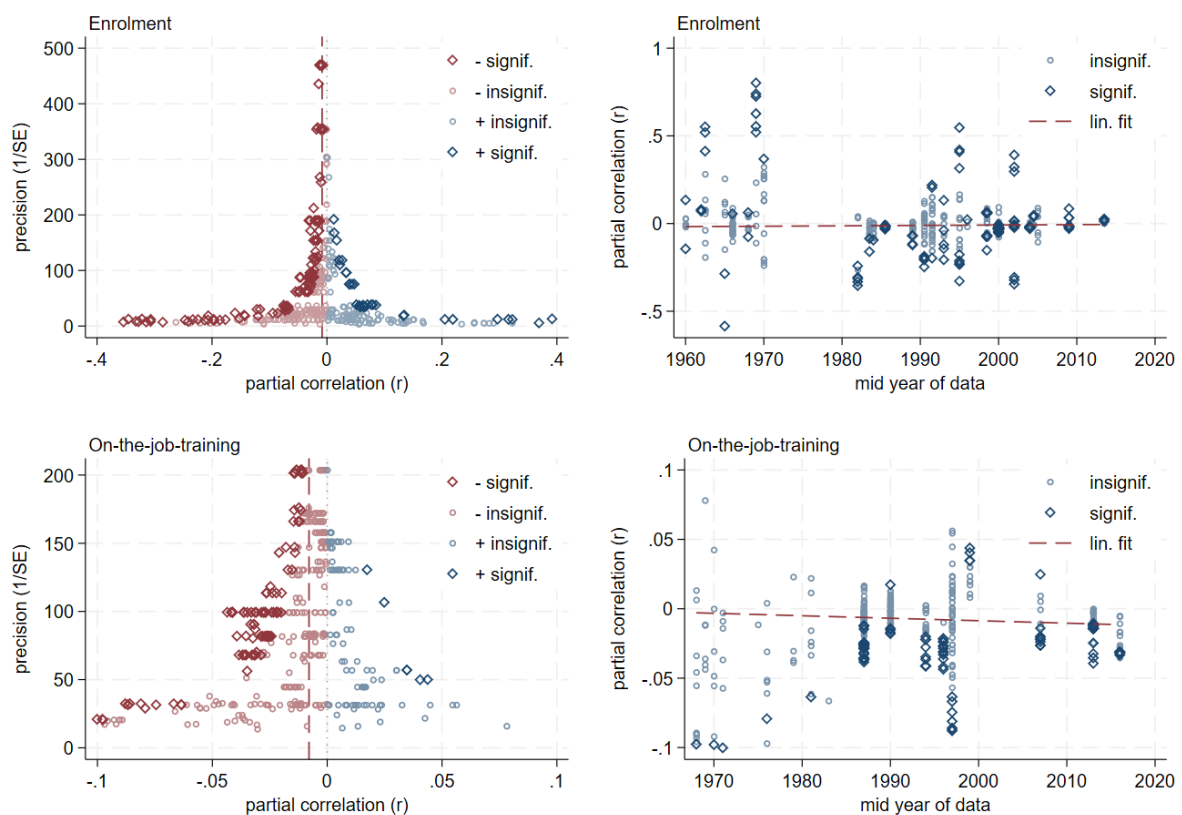 Enrolment
500
400
300
200
100
0
precision (1/SE)
-.4
-.2
0
.2
.4
partial correlation (r)
- signif.
- insignif.
+ insignif.
+ signif.
Enrolment
1
.5
0
-.5
partial correlation (r)
1960
1970
1980
1990
2000
2010
2020
mid year of data
insignif.
signif.
lin. fit
On-the-job-training
200
150
100
50
0
precision (1/SE)
-.1
-.05
0
.05
.1
partial correlation (r)
- signif.
- insignif.
+ insignif.
+ signif.
On-the-job-training
.1
.05
0
-.05
-.1
partial correlation (r)
1970
1980
1990
2000
2010
2020
mid year of data
insignif.
signif.
lin. fit